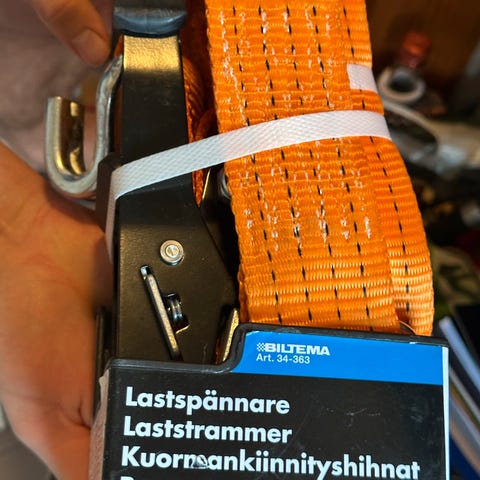 BILTEMA
Art. 34-363
Lastspännare
Laststrammer
Kuormankiinnityshihnat